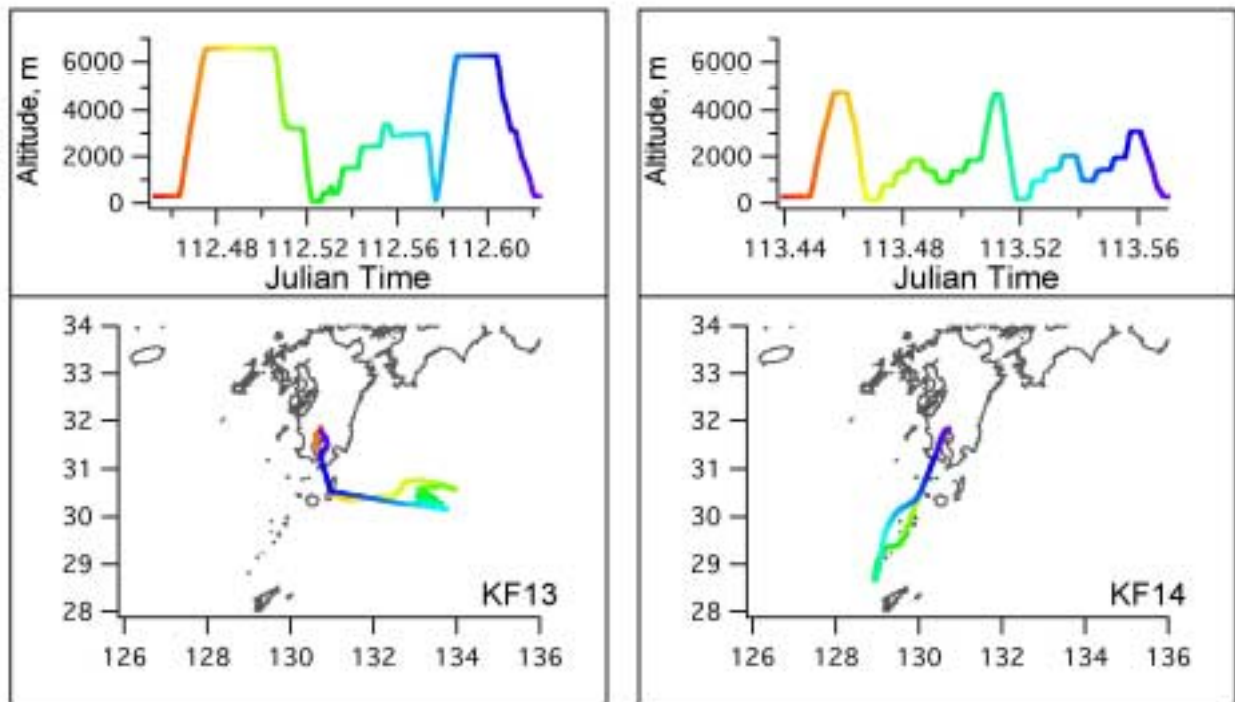 Altitude, m
6000
4000
2000
0
112.48 112.52 112.56 112.60
Julian Time
34
33
32
31
30
29
28
KF13
126 128 130 132 134 136
Altitude, m
6000
4000
2000
0
113.44 113.48 113.52 113.56
Julian Time
34
33
32
31
30
29
28
KF14
126 128 130 132 134 136